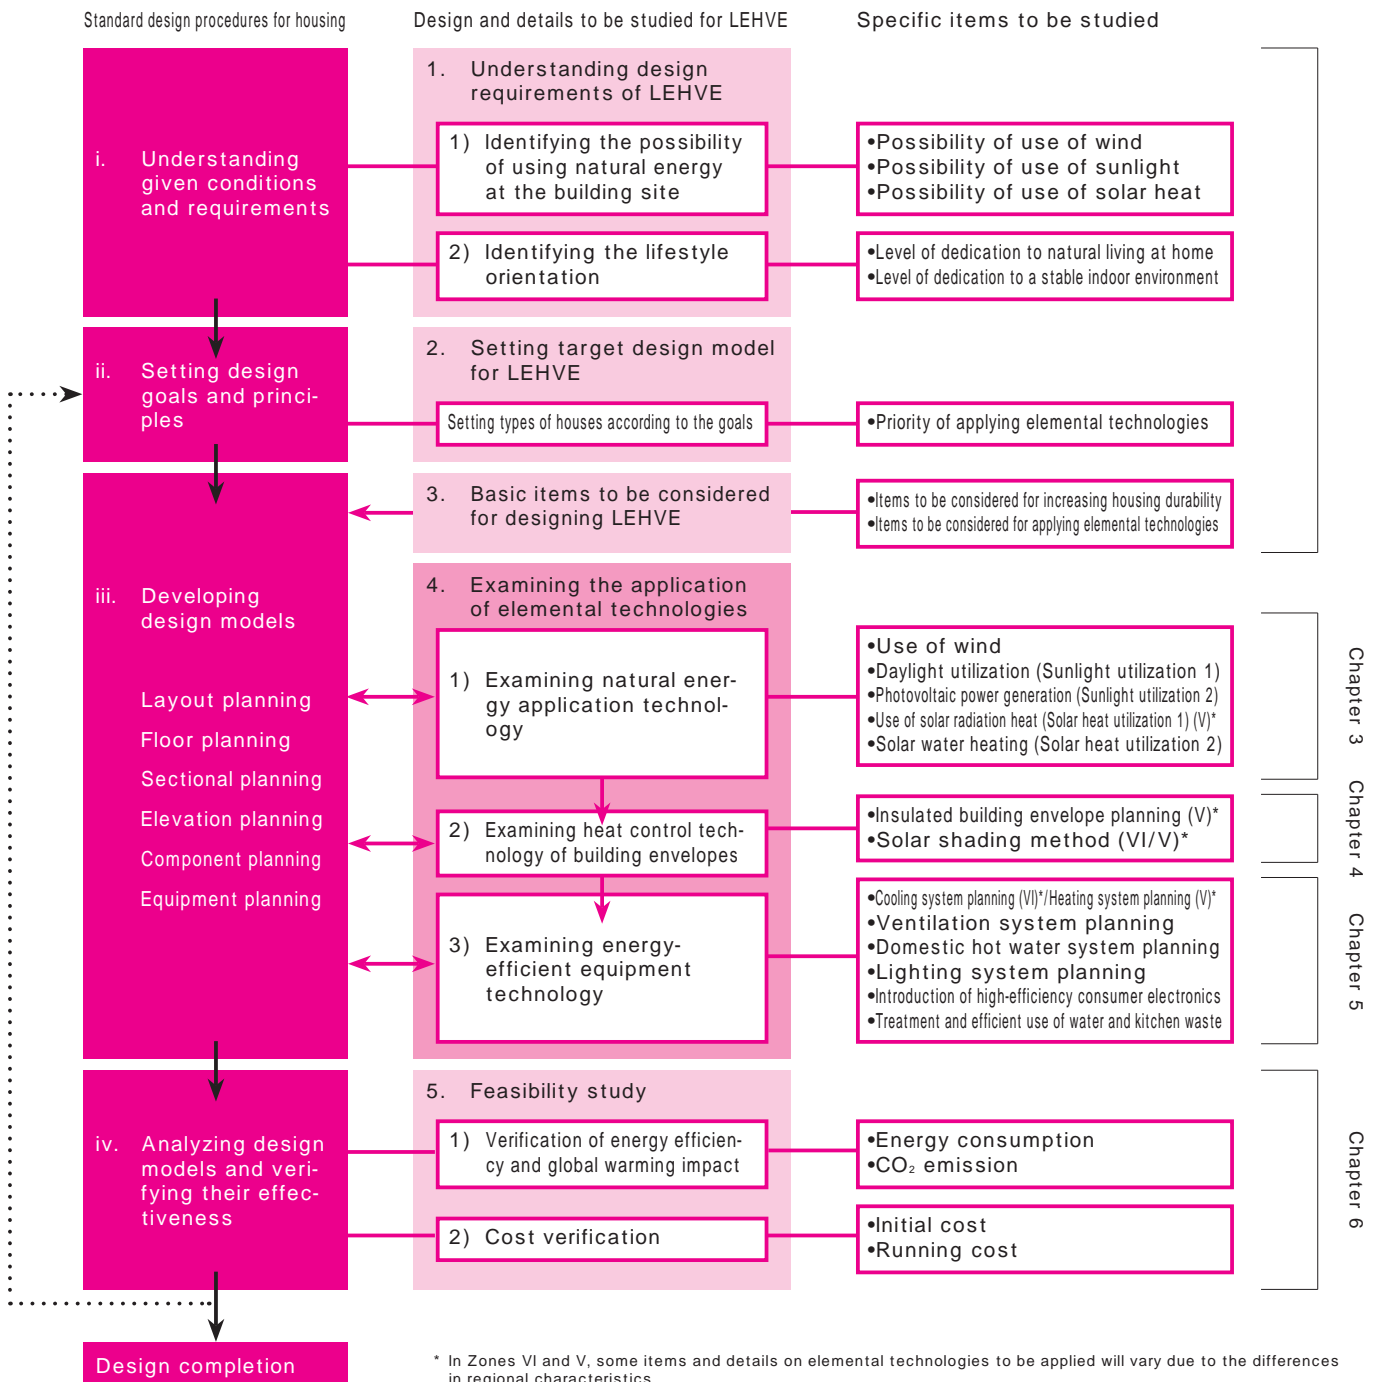 Standard design procedures for housing
Design and details to be studied for LEHVE
Specific items to be studied
i. Understanding
given conditions
and requirements
1. Understanding design
requirements of LEHVE
1) Identifying the possibility
of using natural energy
at the building site
•Possibility of use of wind
•Possibility of use of sunlight
•Possibility of use of solar heat
2) Identifying the lifestyle
orientation
•Level of dedication to natural living at home
•Level of dedication to a stable indoor environment
ii. Setting design
goals and princi-
ples
2. Setting target design model
for LEHVE
Setting types of houses according to the goals
•Priority of applying elemental technologies
3. Basic items to be considered
for designing LEHVE
•Items to be considered for increasing housing durability
•Items to be considered for applying elemental technologies
iii. Developing
design models
Layout planning
Floor planning
Sectional planning
Elevation planning
Component planning
Equipment planning
4. Examining the application
of elemental technologies
1) Examining natural ener-
gy application technol-
ogy
•Use of wind
•Daylight utilization (Sunlight utilization 1)
•Photovoltaic power generation (Sunlight utilization 2)
•Use of solar radiation heat (Solar heat utilization 1) (V)*
•Solar water heating (Solar heat utilization 2)
Chapter 3
2) Examining heat control tech-
nology of building envelopes
•Insulated building envelope planning (V)*
•Solar shading method (VI/V)*
Chapter 4
3) Examining energy-
efficient equipment
technology
•Cooling system planning (VI)*/Heating system planning (V)*
•Ventilation system planning
•Domestic hot water system planning
•Lighting system planning
•Introduction of high-efficiency consumer electronics
•Treatment and efficient use of water and kitchen waste
Chapter 5
iv. Analyzing design
models and veri-
fying their effec-
tiveness
5. Feasibility study
1) Verification of energy efficien-
cy and global warming impact
•Energy consumption
•CO₂ emission
2) Cost verification
•Initial cost
•Running cost
Chapter 6
Design completion
* In Zones VI and V, some items and details on elemental technologies to be applied will vary due to the differences
in regional characteristics